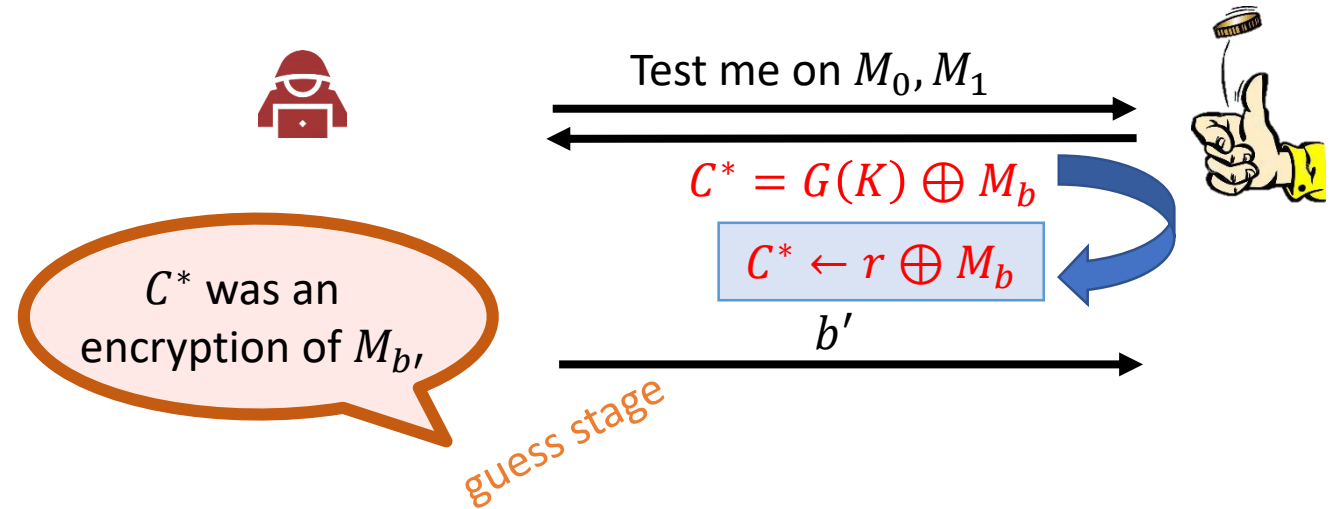 Test me on M₀, M₁
C* = G(K) ⊕ M_b
C* ← r ⊕ M_b
C* was an
encryption of M_b′
b′
guess stage